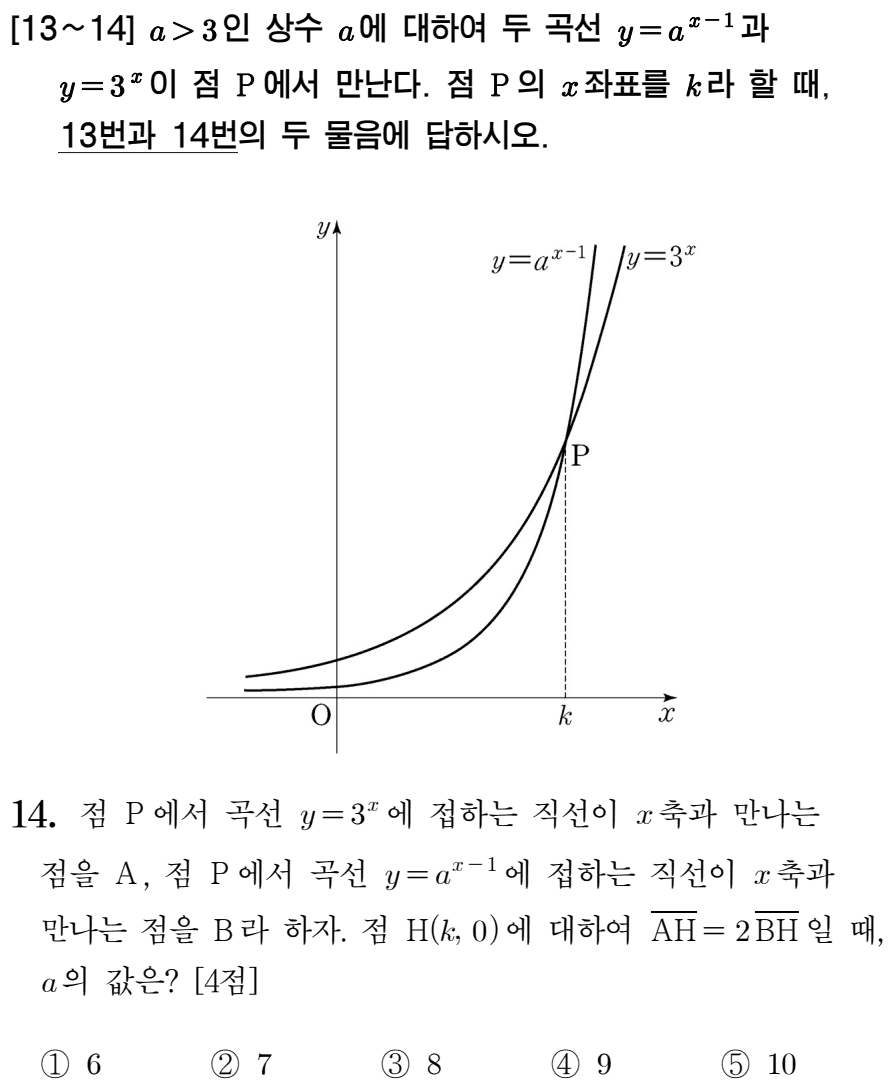 [13～14] a>3인 상수 a에 대하여 두 곡선 y=a^{x-1}과
y=3^x이 점 P에서 만난다. 점 P의 x좌표를 k라 할 때,
13번과 14번의 두 물음에 답하시오.
y
y=a^{x-1} y=3^x
P
O k x
14. 점 P에서 곡선 y=3^x에 접하는 직선이 x축과 만나는
점을 A, 점 P에서 곡선 y=a^{x-1}에 접하는 직선이 x축과
만나는 점을 B라 하자. 점 H(k, 0)에 대하여 \overline{AH}=2\overline{BH}일 때,
a의 값은? [4점]
① 6 ② 7 ③ 8 ④ 9 ⑤ 10